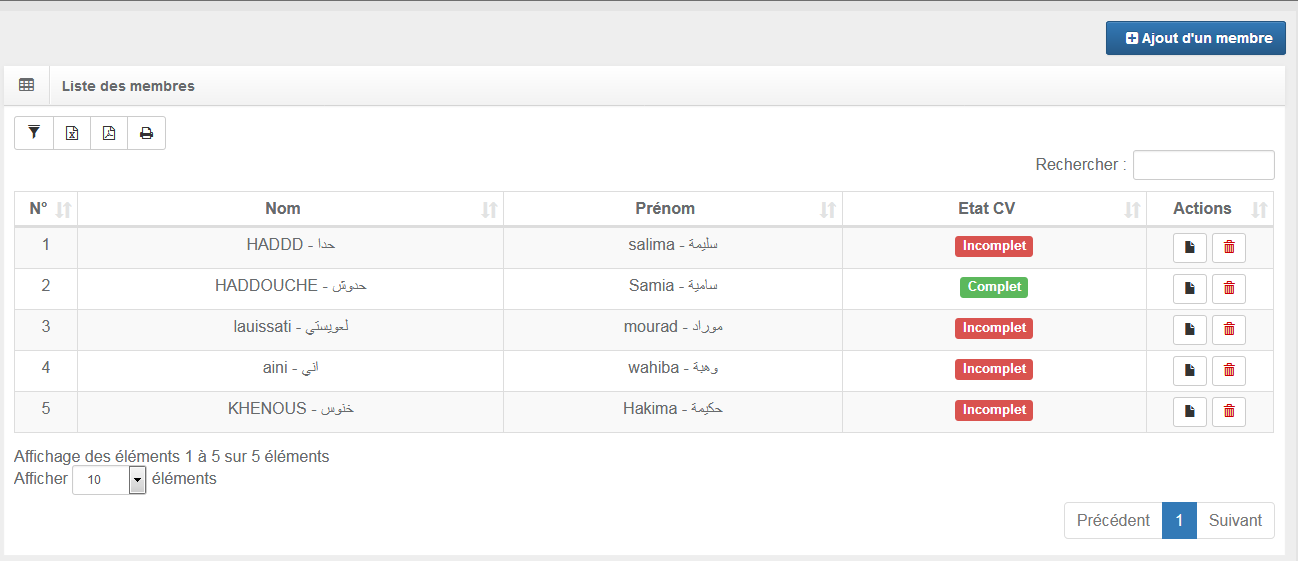 Ajout d'un membre
Liste des membres
Rechercher :
N° Nom Prénom Etat CV Actions
1 HADDD - حدا salima - سليمة Incomplet
2 HADDOUCHE - حدوش Samia - سامية Complet
3 lauissati - لعويستي mourad - موراد Incomplet
4 aini - اني wahiba - وهبة Incomplet
5 KHENOUS - خنوس Hakima - حكيمة Incomplet
Affichage des éléments 1 à 5 sur 5 éléments
Afficher 10 éléments
Précédent 1 Suivant